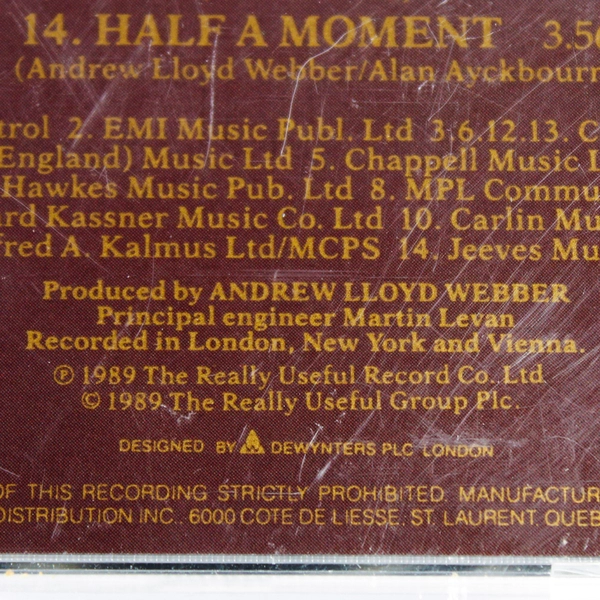 14. HALF A MOMENT 3.5
(Andrew Lloyd Webber/Alan Ayckbourn
trol 2. EMI Music Publ. Ltd 3.6.12.13. C
England) Music Ltd 5. Chappell Music L
Hawkes Music Pub. Ltd 8. MPL Commu
ard Kassner Music Co. Ltd 10. Carlin Mu
fred A. Kalmus Ltd/MCPS 14. Jeeves Mu
Produced by ANDREW LLOYD WEBBER
Principal engineer Martin Levan
Recorded in London, New York and Vienna.
℗ 1989 The Really Useful Record Co. Ltd
© 1989 The Really Useful Group Plc.
DESIGNED BY DEWYNTERS PLC LONDON
OF THIS RECORDING STRICTLY PROHIBITED. MANUFACTUR
DISTRIBUTION INC., 6000 COTE DE LIESSE, ST. LAURENT, QUEB